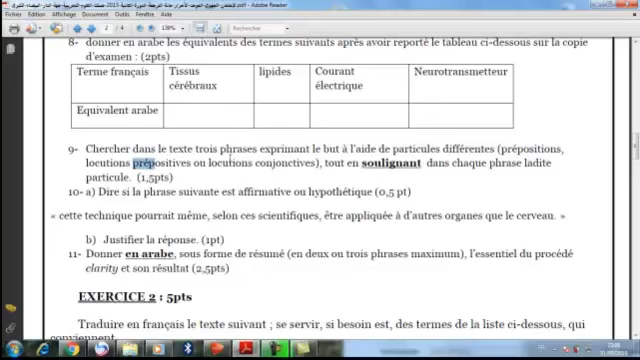 Fichier Edition Affichage Fenêtre Aide
2 / 4
138%
Rechercher
8- donner en arabe les équivalents des termes suivants après avoir reporté le tableau ci-dessous sur la copie
d'examen : (2pts)
Terme français Tissus cérébraux lipides Courant électrique Neurotransmetteur
Equivalent arabe
9- Chercher dans le texte trois phrases exprimant le but à l'aide de particules différentes (prépositions,
locutions prépositives ou locutions conjonctives), tout en soulignant dans chaque phrase ladite
particule. (1,5pts)
10- a) Dire si la phrase suivante est affirmative ou hypothétique (0,5 pt)
« cette technique pourrait même, selon ces scientifiques, être appliquée à d'autres organes que le cerveau. »
b) Justifier la réponse. (1pt)
11- Donner en arabe, sous forme de résumé (en deux ou trois phrases maximum), l'essentiel du procédé
clarity et son résultat (2,5pts)
EXERCICE 2 : 5pts
Traduire en français le texte suivant ; se servir, si besoin est, des termes de la liste ci-dessous, qui
conviennent